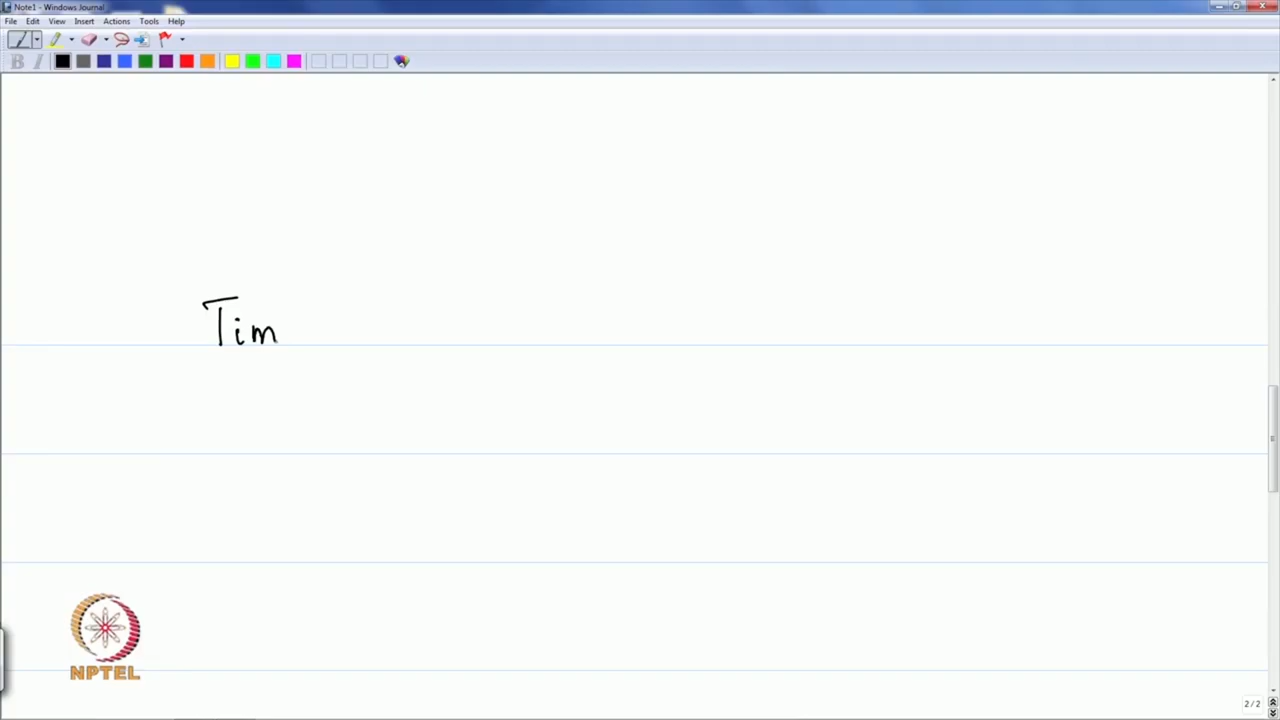 Note1 - Windows Journal
File Edit View Insert Actions Tools Help
B I
Tim
NPTEL
2 / 2